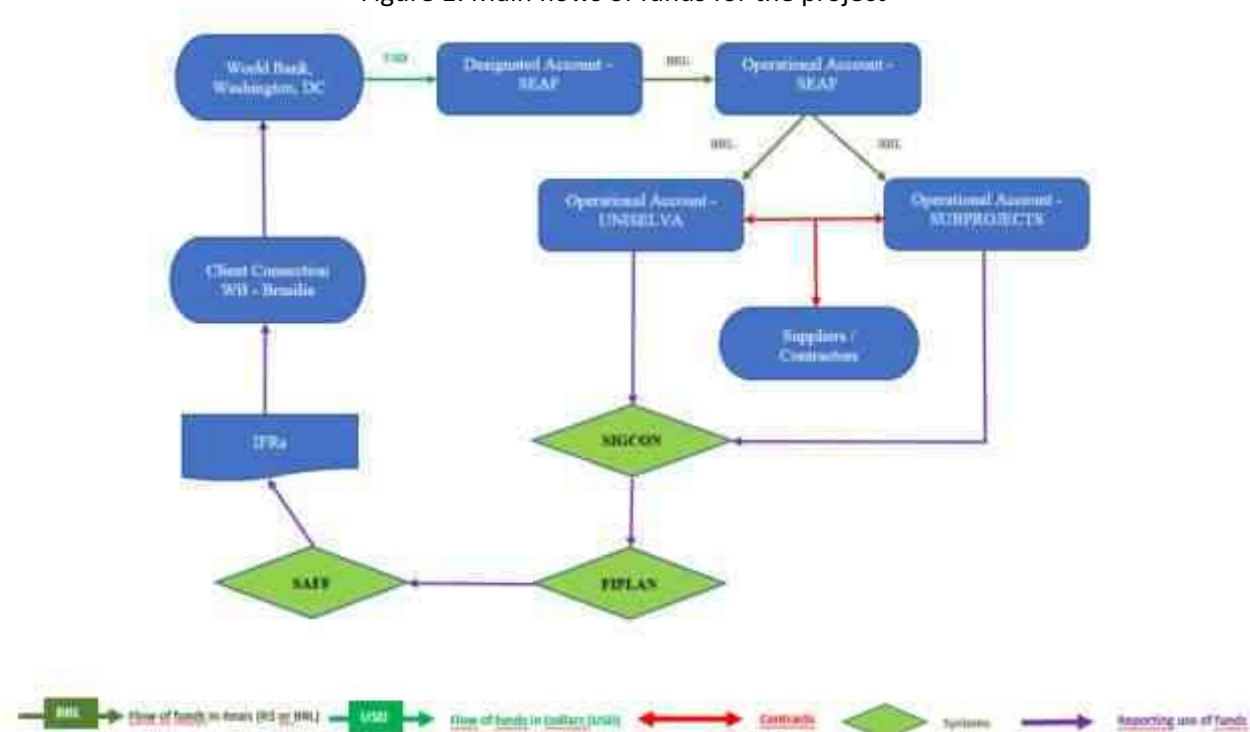 Figure 1: Main flows of funds for the project
World Bank,
Washington, DC
USD
Designated Account -
SEAF
BRL
Operational Account -
SEAF
BRL
BRL
Operational Account -
UNISELVA
Operational Account -
SUBPROJECTS
Client Connection
WB - Brasilia
Suppliers /
Contractors
IFRs
SIGCON
SAFF
FIPLAN
BRL
Flow of funds in Reais (R$ or BRL)
USD
Flow of funds in Dollars (USD)
Contracts
Systems
Reporting use of funds